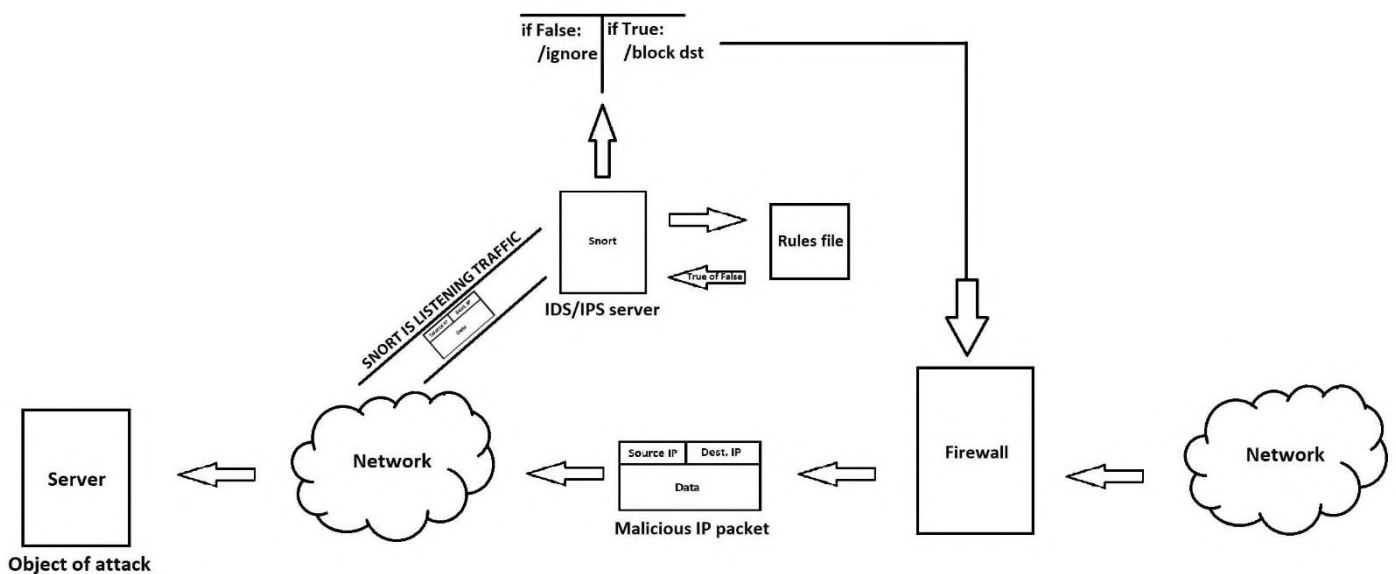 if False:
/ignore
if True:
/block dst
Snort
Rules file
True of False
IDS/IPS server
SNORT IS LISTENING TRAFFIC
Source IP
Dest. IP
Data
Server
Object of attack
Network
Source IP
Dest. IP
Data
Malicious IP packet
Firewall
Network